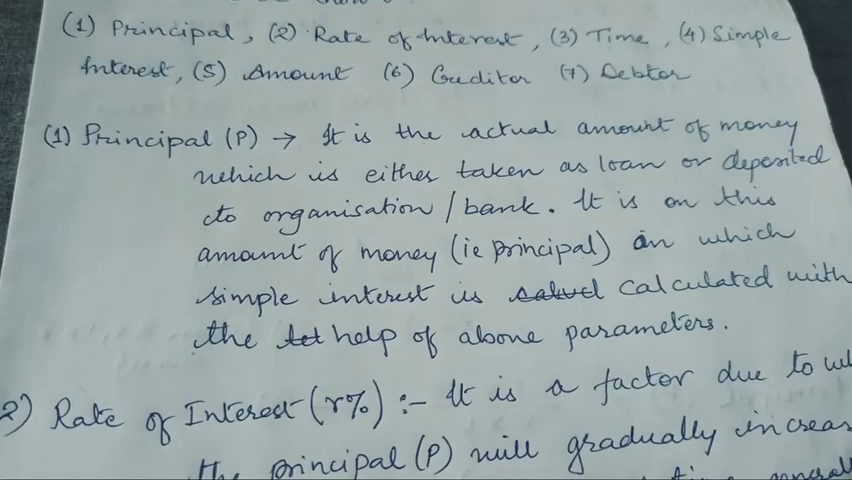 (1) Principal, (2) Rate of Interest, (3) Time, (4) Simple
Interest, (5) Amount (6) Creditor (7) Debtor
(1) Principal (P) → It is the actual amount of money
which is either taken as loan or deposited
to organisation/bank. It is on this
amount of money (ie principal) on which
simple interest is calculated with
the help of above parameters.
2) Rate of Interest (r%) :- It is a factor due to
the principal (P) will gradually